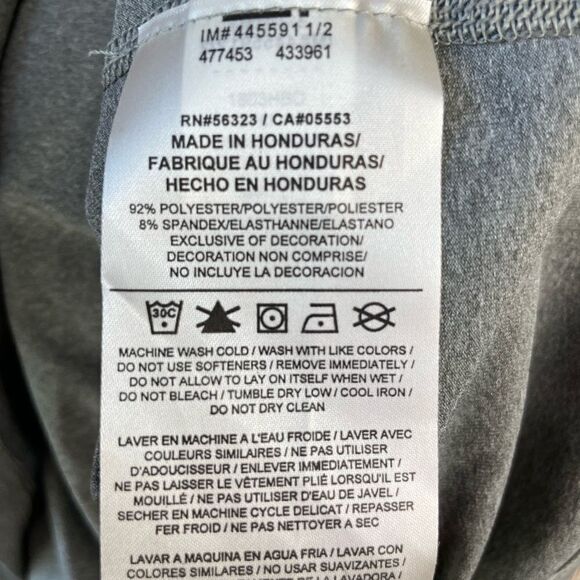 IM#445591 1/2
477453 433961
RN#56323 / CA#05553
MADE IN HONDURAS/
FABRIQUE AU HONDURAS/
HECHO EN HONDURAS
92% POLYESTER/POLYESTER/POLIESTER
8% SPANDEX/ELASTHANNE/ELASTANO
EXCLUSIVE OF DECORATION/
DECORATION NON COMPRISE/
NO INCLUYE LA DECORACION
30C
MACHINE WASH COLD / WASH WITH LIKE COLORS /
DO NOT USE SOFTENERS / REMOVE IMMEDIATELY /
DO NOT ALLOW TO LAY ON ITSELF WHEN WET /
DO NOT BLEACH / TUMBLE DRY LOW / COOL IRON /
DO NOT DRY CLEAN
LAVER EN MACHINE A L'EAU FROIDE / LAVER AVEC
COULEURS SIMILAIRES / NE PAS UTILISER
D'ADOUCISEUR / ENLEVER IMMEDIATEMENT /
NE PAS LAISSER LE VÊTEMENT PLIÉ LORSQU'IL EST
MOUILLÉ / NE PAS UTILISER D'EAU DE JAVEL /
SECHER EN MACHINE CYCLE DELICAT / REPASSER
FER FROID / NE PAS NETTOYER A SEC
LAVAR A MAQUINA EN AGUA FRIA / LAVAR CON
COLORES SIMILARES / NO USAR SUAVIZANTES /